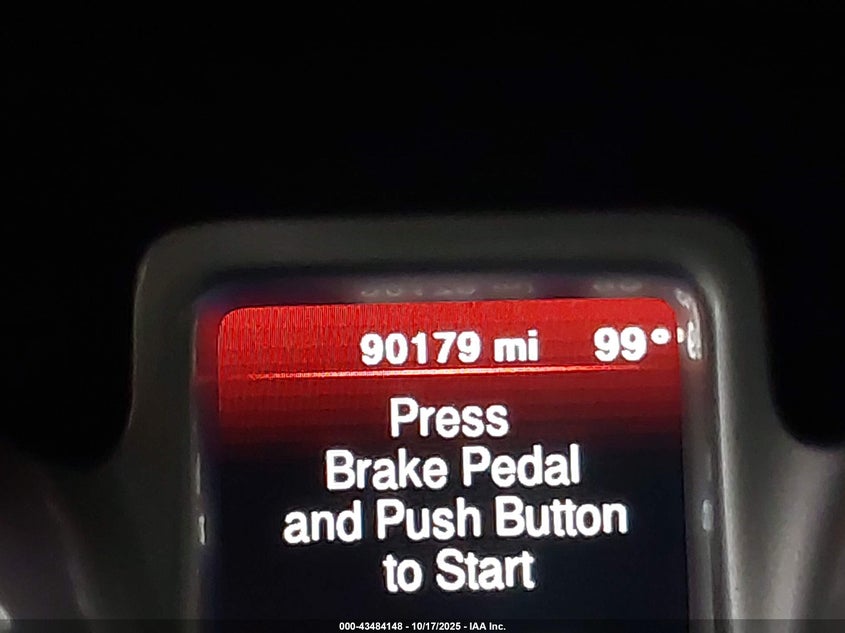 90179 mi 99°
Press
Brake Pedal
and Push Button
to Start
000-43484148 - 10/17/2025 - IAA Inc.